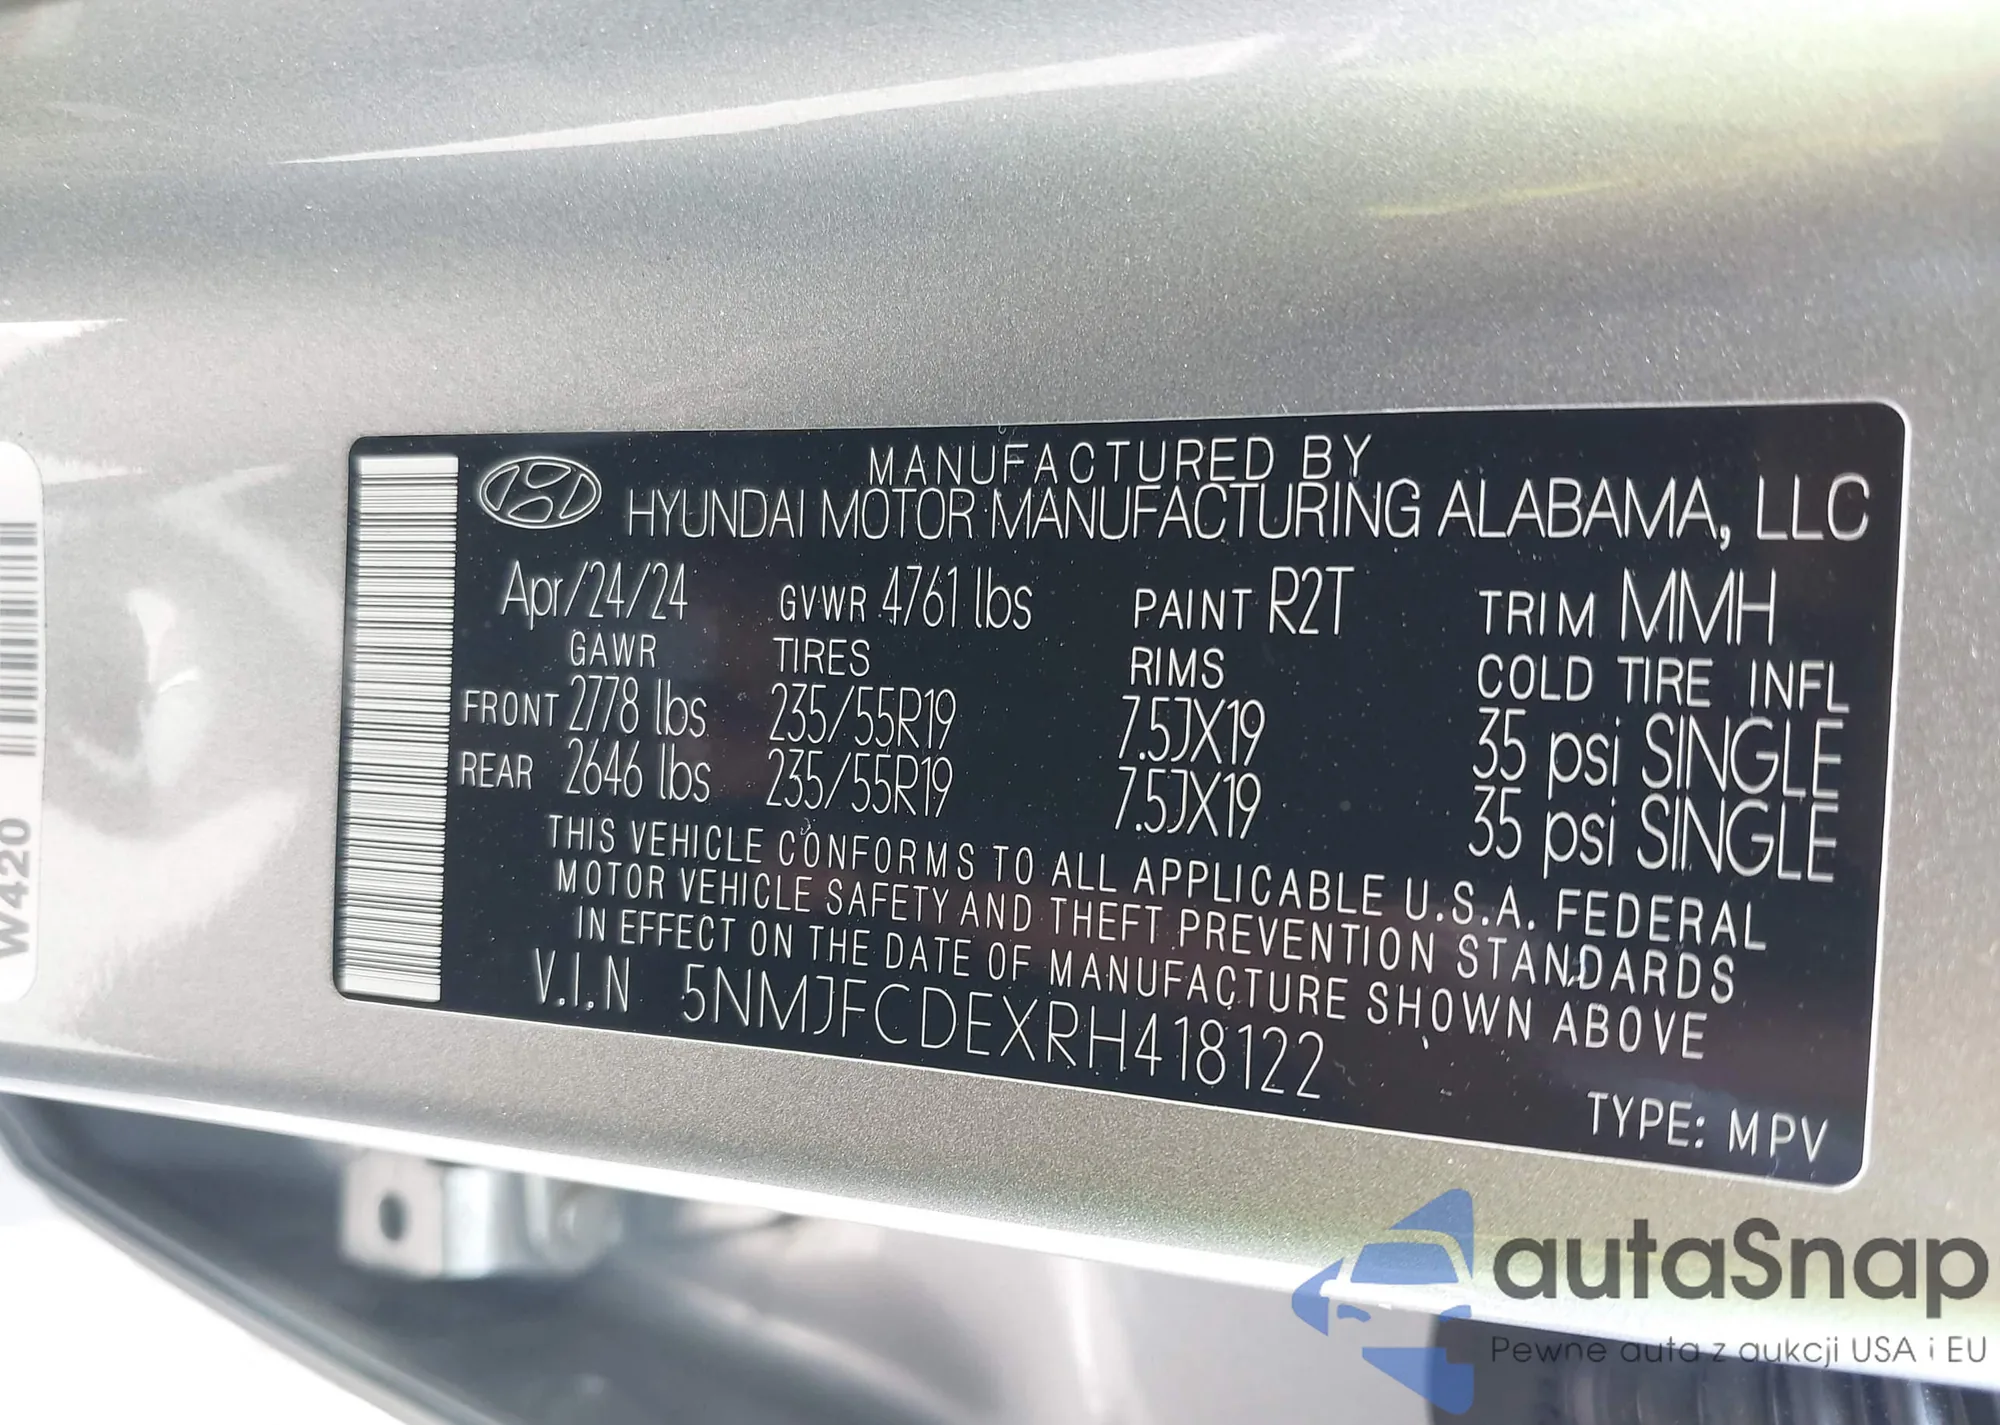 MANUFACTURED BY
HYUNDAI MOTOR MANUFACTURING ALABAMA, LLC
Apr/24/24 GVWR 4761 lbs PAINT R2T TRIM MMH
GAWR TIRES RIMS COLD TIRE INFL
FRONT 2778 lbs 235/55R19 7.5JX19 35 psi SINGLE
REAR 2646 lbs 235/55R19 7.5JX19 35 psi SINGLE
THIS VEHICLE CONFORMS TO ALL APPLICABLE U.S.A. FEDERAL
MOTOR VEHICLE SAFETY AND THEFT PREVENTION STANDARDS
IN EFFECT ON THE DATE OF MANUFACTURE SHOWN ABOVE
V.I.N 5NMJFCDEXRH418122
TYPE: MPV
W420
autaSnap
Pewne auta z aukcji USA i EU